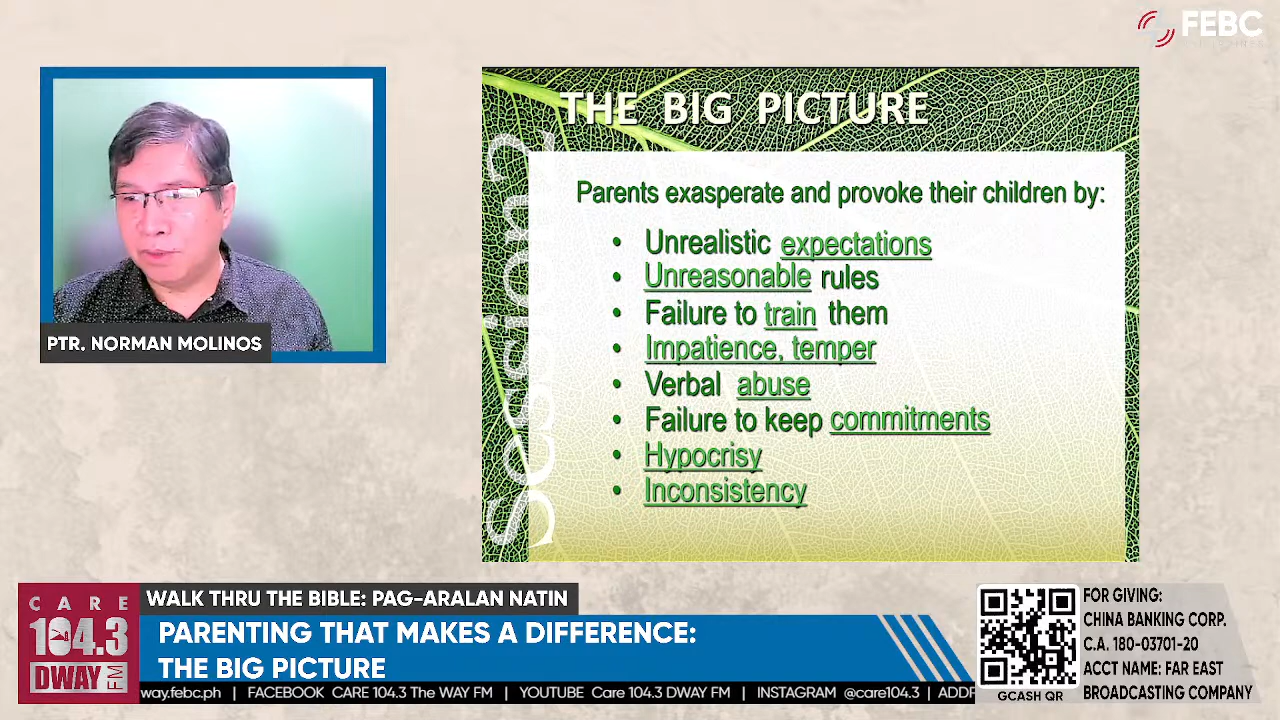 FEBC
THE BIG PICTURE
Session 2
Parents exasperate and provoke their children by:
• Unrealistic expectations
• Unreasonable rules
• Failure to train them
• Impatience, temper
• Verbal abuse
• Failure to keep commitments
• Hypocrisy
• Inconsistency
PTR. NORMAN MOLINOS
CARE
104.3
DWAY FM
WALK THRU THE BIBLE: PAG-ARALAN NATIN
PARENTING THAT MAKES A DIFFERENCE:
THE BIG PICTURE
way.febc.ph | FACEBOOK CARE 104.3 The WAY FM | YOUTUBE Care 104.3 DWAY FM | INSTAGRAM @care104.3 | ADDR
GCASH QR
FOR GIVING:
CHINA BANKING CORP.
C.A. 180-03701-20
ACCT NAME: FAR EAST
BROADCASTING COMPANY